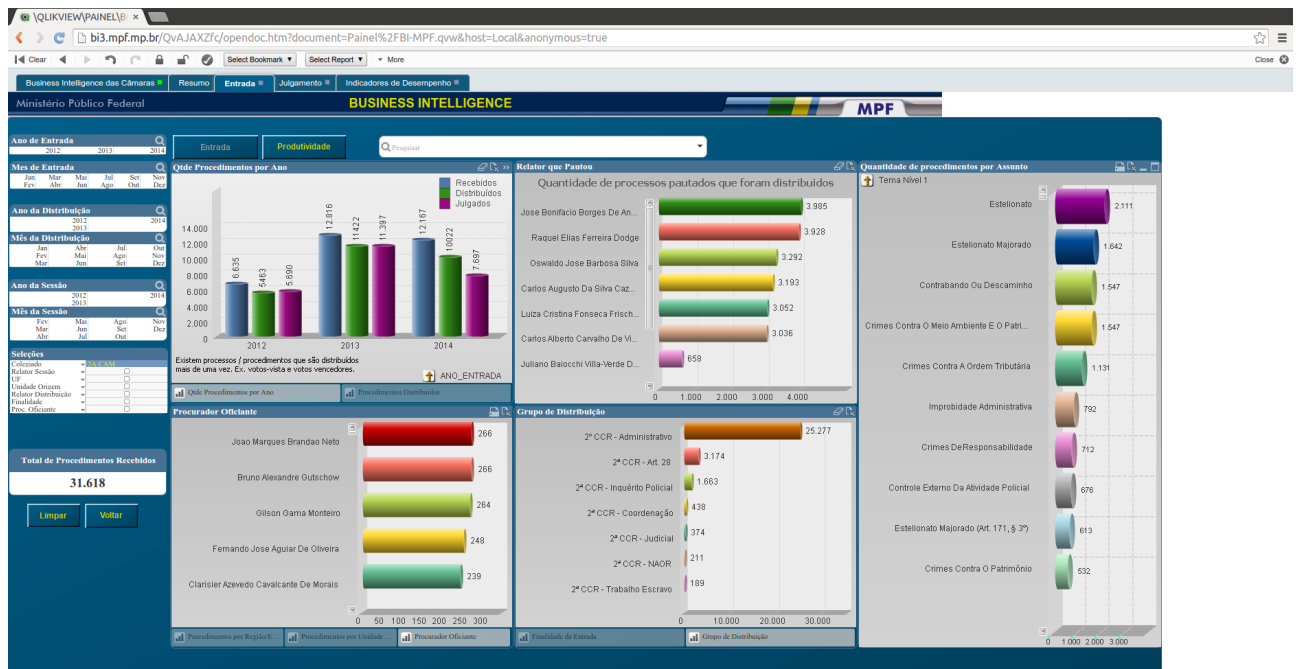 \QLIKVIEW\PAINEL\B
bi3.mpf.mp.br/QvAJAXZfc/opendoc.htm?document=Painel%2FBI-MPF.qvw&host=Local&anonymous=true
Clear Select Bookmark Select Report More Close
Business Intelligence das Câmaras Resumo Entrada Julgamento Indicadores de Desempenho
Ministério Público Federal BUSINESS INTELLIGENCE MPF
Ano de Entrada
2012 2013 2014
Mes de Entrada
Jan Mar Mai Jul Set Nov
Fev Abr Jun Ago Out Dez
Ano da Distribuição
2012 2014
2013
Mês da Distribuição
Jan Abr Jul Out
Fev Mai Ago Nov
Mar Jun Set Dez
Ano da Sessão
2012 2014
2013
Mês da Sessão
Fev Mai Ago Nov
Mar Jun Set Dez
Abr Jul Out
Seleções
Colegiado 2A CAM
Relator Sessão
UF
Unidade Origem
Relator Distribuição
Finalidade
Proc. Oficiante
Total de Procedimentos Recebidos
31.618
Limpar Voltar
Entrada Produtividade Pesquisar
Qtde Procedimentos por Ano
Recebidos
Distribuídos
Julgados
14.000
12.000
10.000
8.000
6.000
4.000
2.000
0
6.635 5463 5.690
12.816 11422 11.397
12.167 10022 7.697
2012 2013 2014
Existem processos / procedimentos que são distribuídos
mais de uma vez. Ex. votos-vista e votos vencedores.
ANO_ENTRADA
Qtde Procedimentos por Ano Procedimentos Distribuidos
Relator que Pautou
Quantidade de processos pautados que foram distribuidos
Jose Bonifacio Borges De An... 3.985
Raquel Elias Ferreira Dodge 3.928
Oswaldo Jose Barbosa Silva 3.292
Carlos Augusto Da Silva Caz... 3.193
Luiza Cristina Fonseca Frisch... 3.052
Carlos Alberto Carvalho De Vi... 3.036
Juliano Baiocchi Villa-Verde D... 658
0 1.000 2.000 3.000 4.000
Procurador Oficiante
Joao Marques Brandao Neto 266
Bruno Alexandre Gutschow 266
Gilson Gama Monteiro 264
Fernando Jose Aguiar De Oliveira 248
Clarisier Azevedo Cavalcante De Morais 239
0 50 100 150 200 250 300
Procedimentos por Região/E... Procedimentos por Unidade ... Procurador Oficiante
Grupo de Distribuição
2ª CCR - Administrativo 25.277
2ª CCR - Art. 28 3.174
2ª CCR - Inquérito Policial 1.663
2ª CCR - Coordenação 438
2ª CCR - Judicial 374
2ª CCR - NAOR 211
2ª CCR - Trabalho Escravo 189
0 10.000 20.000 30.000
Finalidade de Entrada Grupo de Distribuição
Quantidade de procedimentos por Assunto
Tema Nível 1
Estelionato 2.111
Estelionato Majorado 1.642
Contrabando Ou Descaminho 1.547
Crimes Contra O Meio Ambiente E O Patri... 1.547
Crimes Contra A Ordem Tributária 1.131
Improbidade Administrativa 792
Crimes DeResponsabilidade 712
Controle Externo Da Atividade Policial 676
Estelionato Majorado (Art. 171, § 3º) 613
Crimes Contra O Patrimônio 532
0 1.000 2.000 3.000